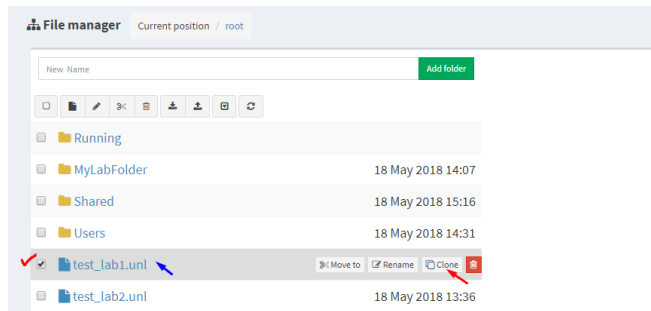 File manager Current position / root
New Name Add folder
Running
MyLabFolder 18 May 2018 14:07
Shared 18 May 2018 15:16
Users 18 May 2018 14:31
test_lab1.unl Move to Rename Clone
test_lab2.unl 18 May 2018 13:36